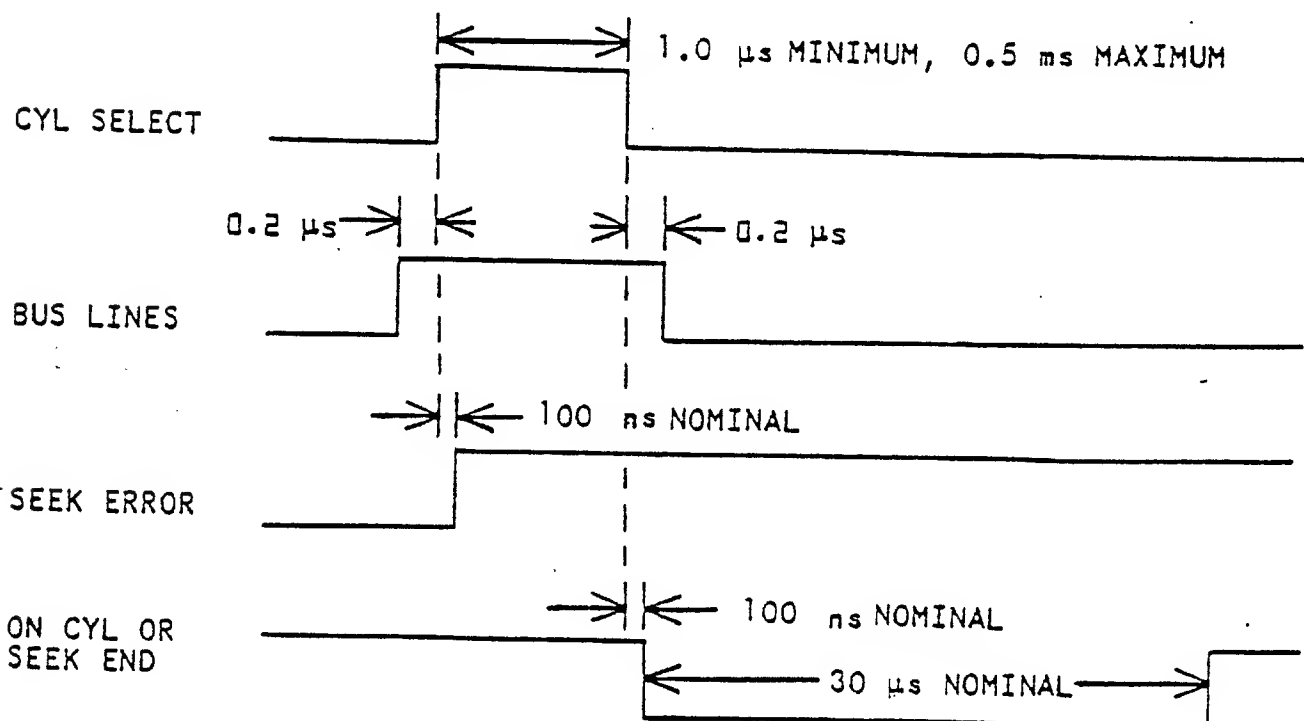 1.0 μs MINIMUM, 0.5 ms MAXIMUM
CYL SELECT
0.2 μs
0.2 μs
BUS LINES
100 ns NOMINAL
SEEK ERROR
100 ns NOMINAL
ON CYL OR
SEEK END
30 μs NOMINAL